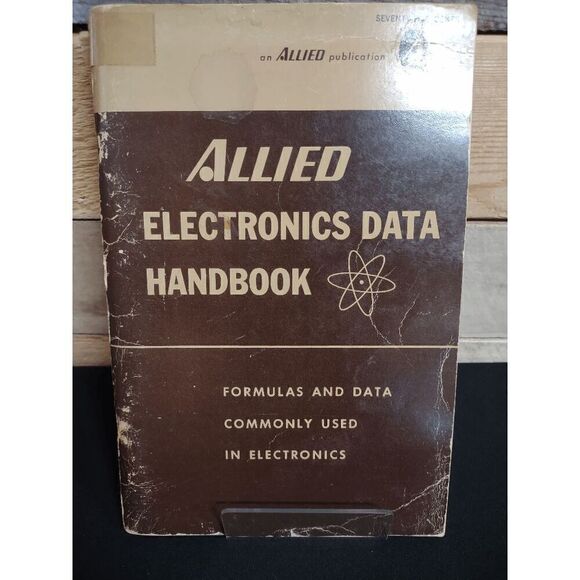 an ALLIED publication
ALLIED
ELECTRONICS DATA
HANDBOOK
FORMULAS AND DATA
COMMONLY USED
IN ELECTRONICS